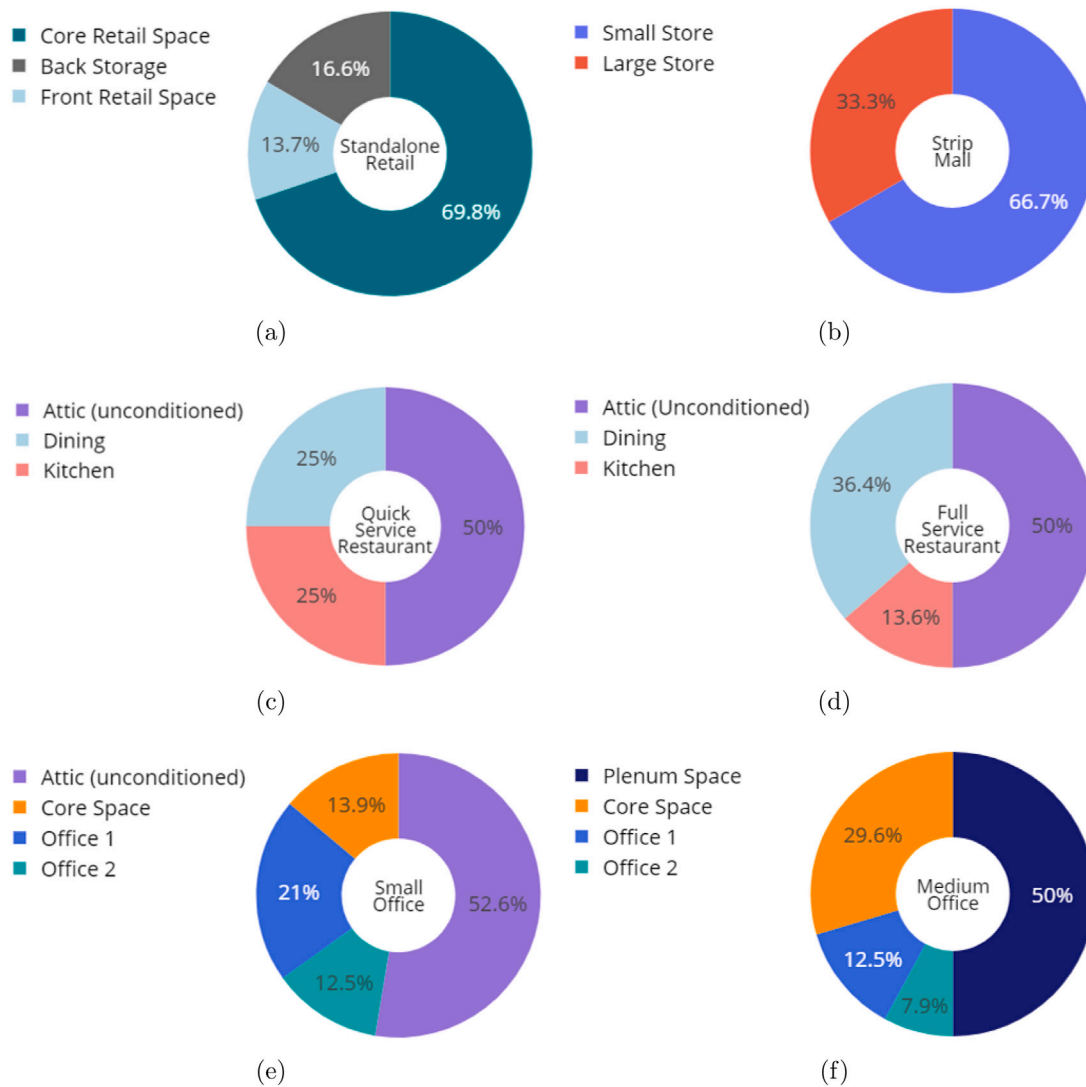 Core Retail Space
Back Storage
Front Retail Space
16.6%
13.7%
69.8%
Standalone
Retail
(a)
Small Store
Large Store
33.3%
66.7%
Strip
Mall
(b)
Attic (unconditioned)
Dining
Kitchen
25%
25%
50%
Quick
Service
Restaurant
(c)
Attic (Unconditioned)
Dining
Kitchen
36.4%
13.6%
50%
Full
Service
Restaurant
(d)
Attic (unconditioned)
Core Space
Office 1
Office 2
13.9%
21%
12.5%
52.6%
Small
Office
(e)
Plenum Space
Core Space
Office 1
Office 2
29.6%
12.5%
7.9%
50%
Medium
Office
(f)